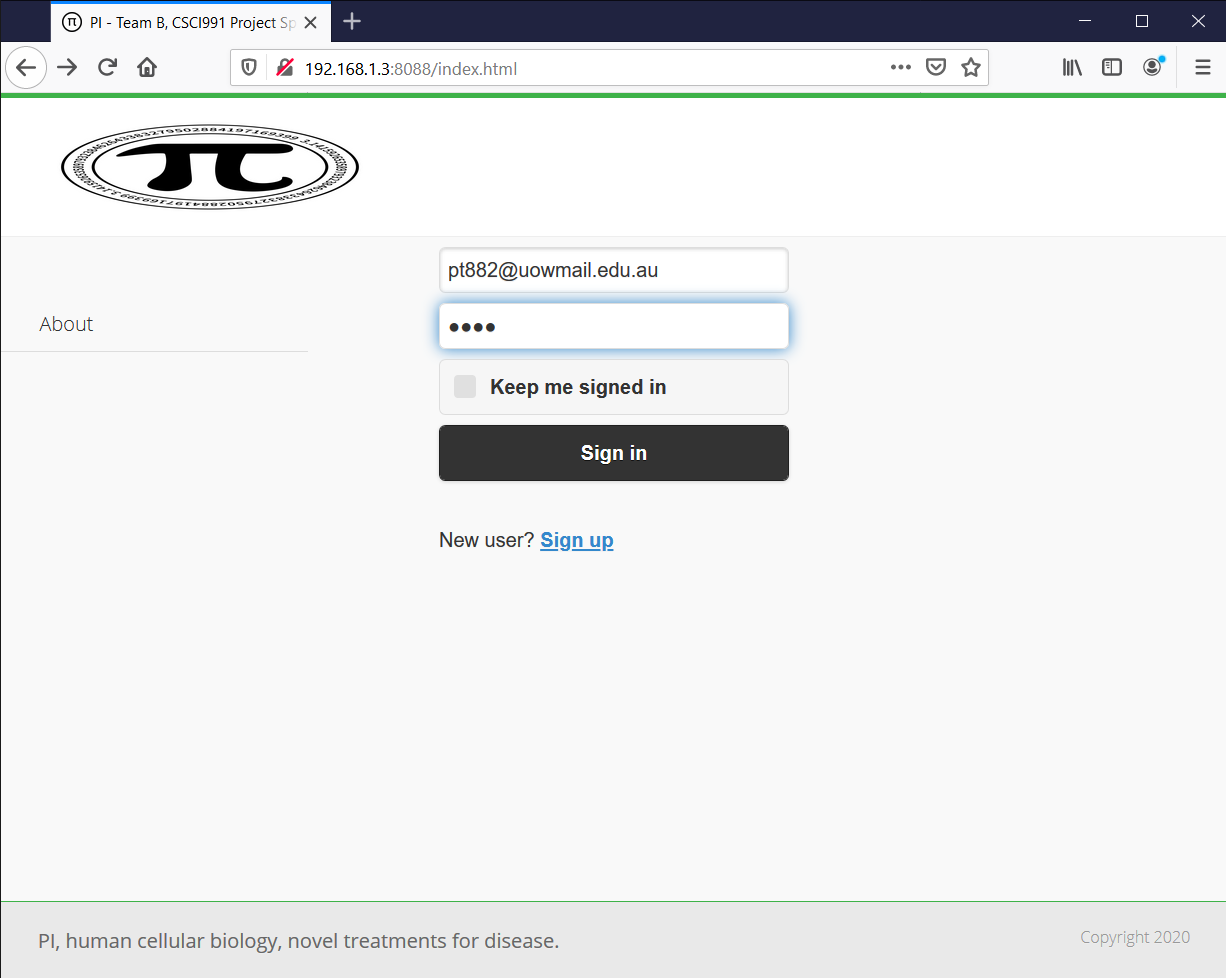 PI - Team B, CSCI991 Project Sp
192.168.1.3:8088/index.html
π
pt882@uowmail.edu.au
••••
About
Keep me signed in
Sign in
New user? Sign up
PI, human cellular biology, novel treatments for disease.
Copyright 2020